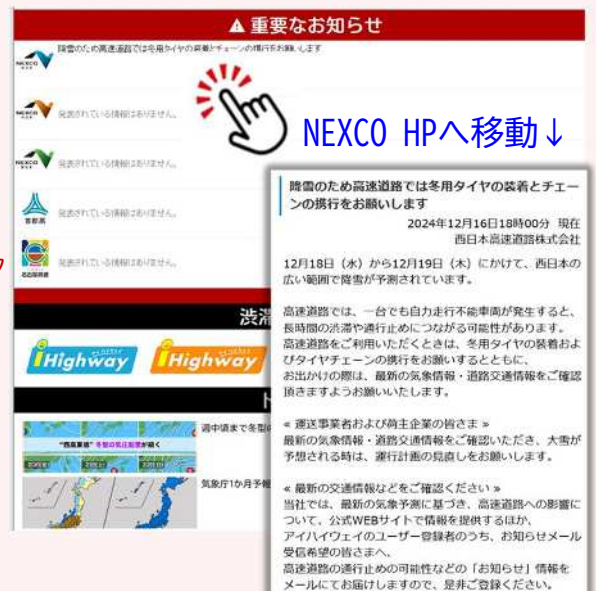 ▲重要なお知らせ
降雪のため高速道路では冬用タイヤの装着とチェーンの携行をお願いします
NEXCO
NEXCO
発表されている情報はありません。
NEXCO
発表されている情報はありません。
首都高
発表されている情報はありません。
発表されている情報はありません。
NEXCO HPへ移動↓
降雪のため高速道路では冬用タイヤの装着とチェー
ンの携行をお願いします
2024年12月16日18時00分 現在
西日本高速道路株式会社
12月18日（水）から12月19日（木）にかけて、西日本の
広い範囲で降雪が予測されています。
高速道路では、一台でも自力走行不能車両が発生すると、
長時間の渋滞や通行止めにつながる可能性があります。
高速道路をご利用いただくときは、冬用タイヤの装着およ
びタイヤチェーンの携行をお願いするとともに、
お出かけの際は、最新の気象情報・道路交通情報をご確認
頂きますようお願いいたします。
« 運送事業者および荷主企業の皆さま »
最新の気象情報・道路交通情報をご確認いただき、大雪が
予想される時は、運行計画の見直しをお願いします。
« 最新の交通情報などをご確認ください »
当社では、最新の気象予測に基づき、高速道路への影響に
ついて、公式WEBサイトで情報を提供するほか、
アイハイウェイのユーザー登録者のうち、お知らせメール
受信希望の皆さまへ、
高速道路の通行止めの可能性などの「お知らせ」情報を
メールにてお届けしますので、是非ご登録ください。
渋滞
iHighway
iHighway
週中頃まで冬型の
"西高東低" 冬型の気圧配置が続く
気象庁1か月予報